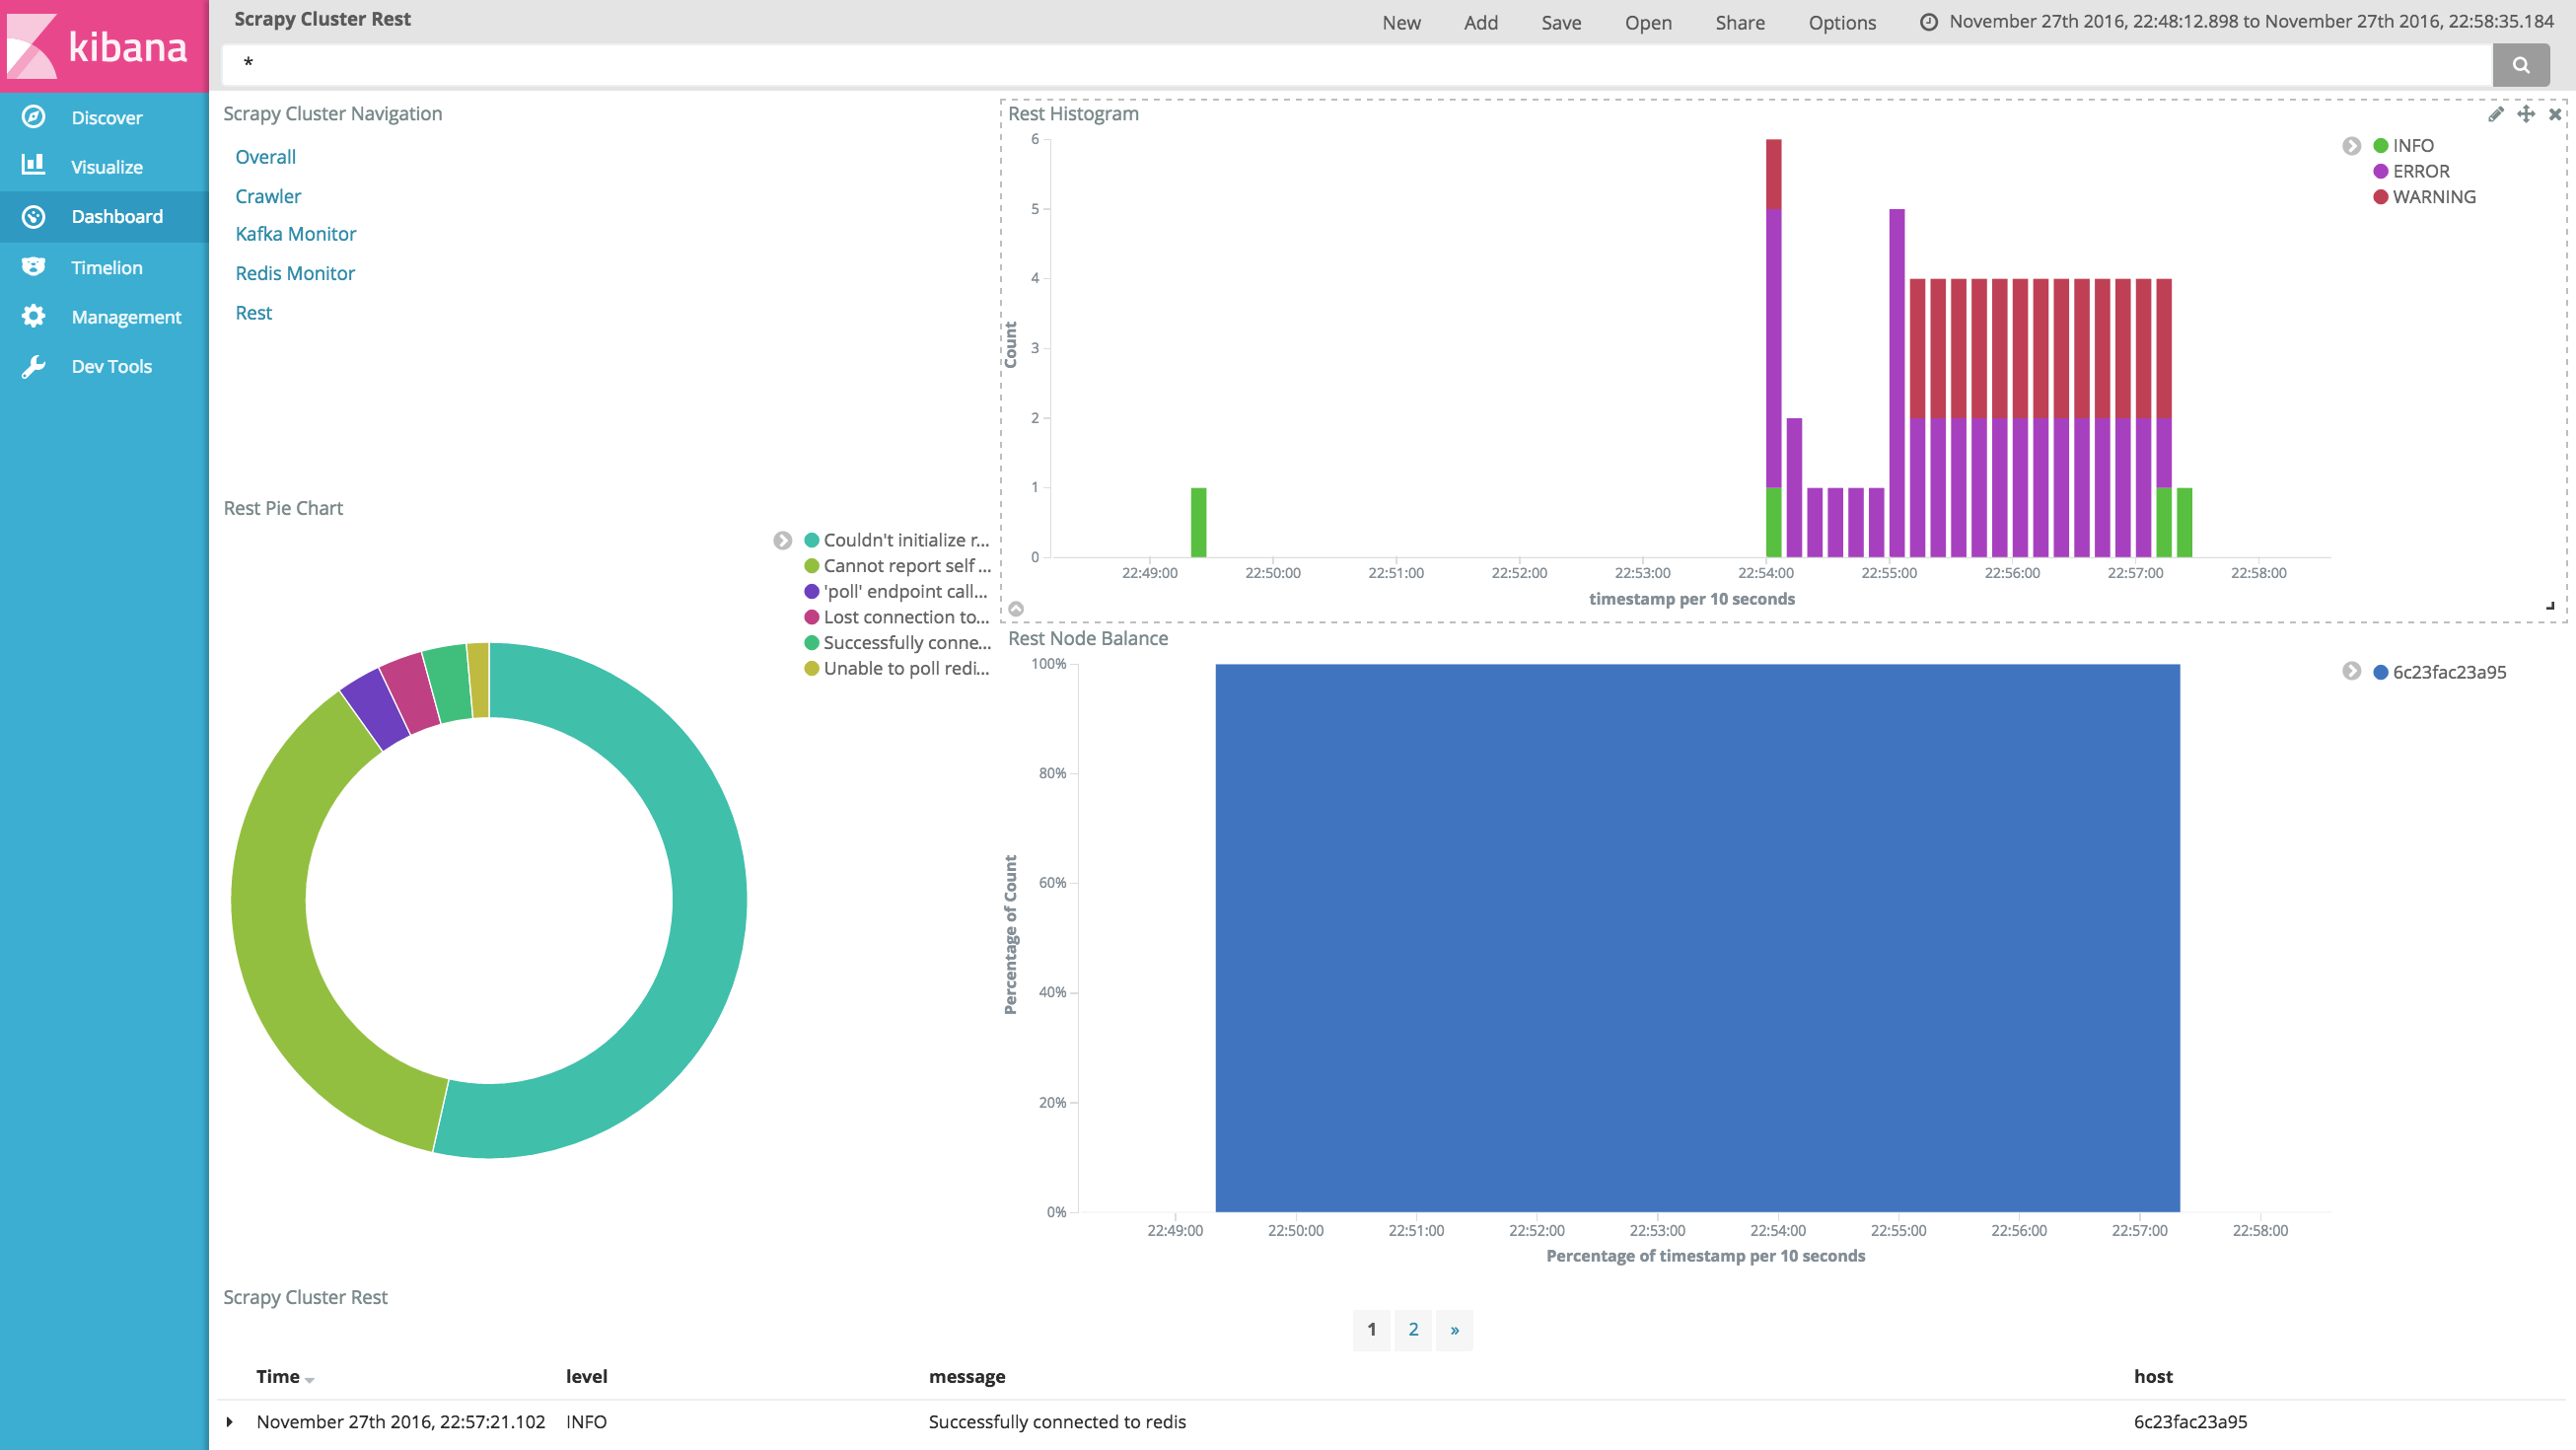 kibana
Discover
Visualize
Dashboard
Timelion
Management
Dev Tools
Scrapy Cluster Rest
New Add Save Open Share Options November 27th 2016, 22:48:12.898 to November 27th 2016, 22:58:35.184
*
Scrapy Cluster Navigation
Overall
Crawler
Kafka Monitor
Redis Monitor
Rest
Rest Histogram
6
5
4
3
2
1
0
Count
22:49:00 22:50:00 22:51:00 22:52:00 22:53:00 22:54:00 22:55:00 22:56:00 22:57:00 22:58:00
timestamp per 10 seconds
INFO
ERROR
WARNING
Rest Pie Chart
Couldn't initialize r...
Cannot report self ...
'poll' endpoint call...
Lost connection to...
Successfully conne...
Unable to poll redi...
Rest Node Balance
100%
80%
60%
40%
20%
0%
Percentage of Count
22:49:00 22:50:00 22:51:00 22:52:00 22:53:00 22:54:00 22:55:00 22:56:00 22:57:00 22:58:00
Percentage of timestamp per 10 seconds
6c23fac23a95
Scrapy Cluster Rest
1 2 »
Time level message host
November 27th 2016, 22:57:21.102 INFO Successfully connected to redis 6c23fac23a95